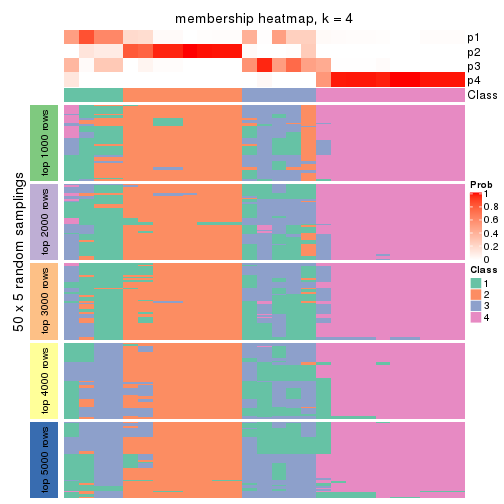 membership heatmap, k = 4
p1
p2
p3
p4
Class
50 x 5 random samplings
top 1000 rows
top 2000 rows
top 3000 rows
top 4000 rows
top 5000 rows
Prob
1
0.8
0.6
0.4
0.2
0
Class
1
2
3
4